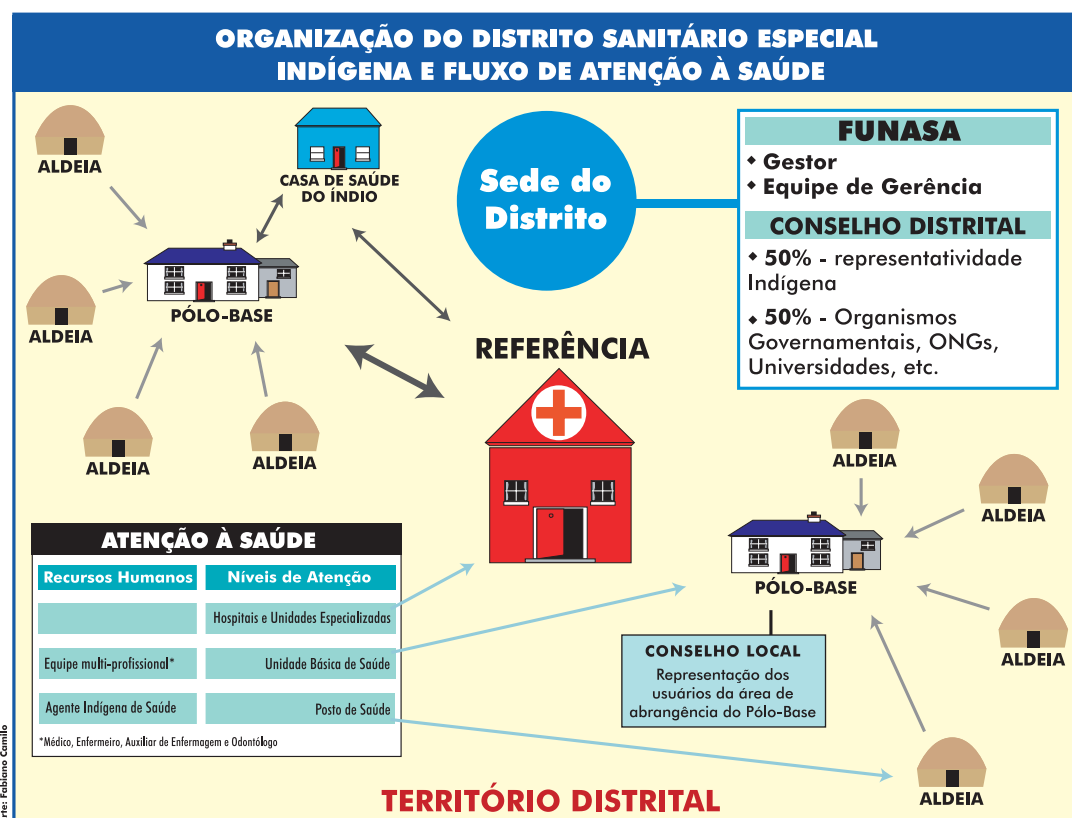 ORGANIZAÇÃO DO DISTRITO SANITÁRIO ESPECIAL
INDÍGENA E FLUXO DE ATENÇÃO À SAÚDE
ALDEIA
CASA DE SAÚDE
DO ÍNDIO
Sede do
Distrito
FUNASA
Gestor
Equipe de Gerência
CONSELHO DISTRITAL
50% - representatividade
Indígena
50% - Organismos
Governamentais, ONGs,
Universidades, etc.
PÓLO-BASE
ALDEIA
ALDEIA
ALDEIA
REFERÊNCIA
ALDEIA
ALDEIA
PÓLO-BASE
ALDEIA
ALDEIA
CONSELHO LOCAL
Representação dos
usuários da área de
abrangência do Pólo-Base
ATENÇÃO À SAÚDE
Recursos Humanos
Níveis de Atenção
Hospitais e Unidades Especializadas
Equipe multi-profissional*
Unidade Básica de Saúde
Agente Indígena de Saúde
Posto de Saúde
*Médico, Enfermeiro, Auxiliar de Enfermagem e Odontólogo
TERRITÓRIO DISTRITAL
Fabiano Camilo